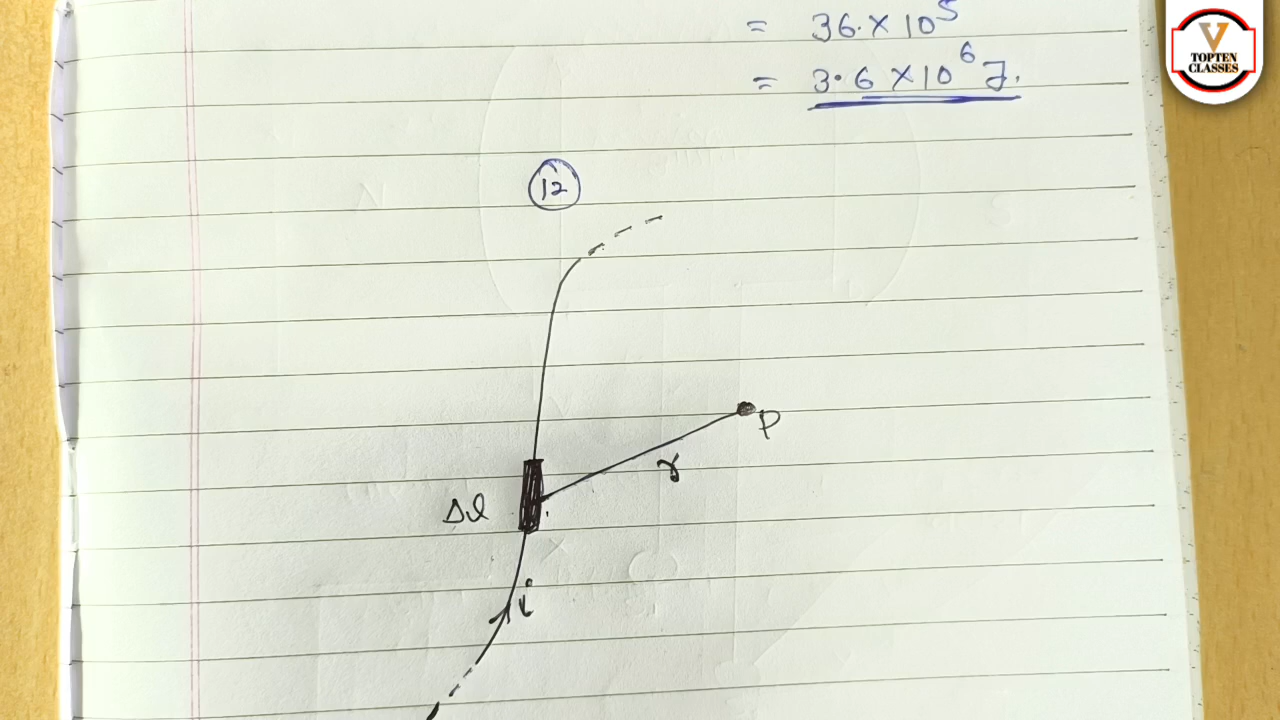 = 36.×10⁵
= 3.6×10⁶ J.
V
TOPTEN
CLASSES
12
P
r
Δl
i